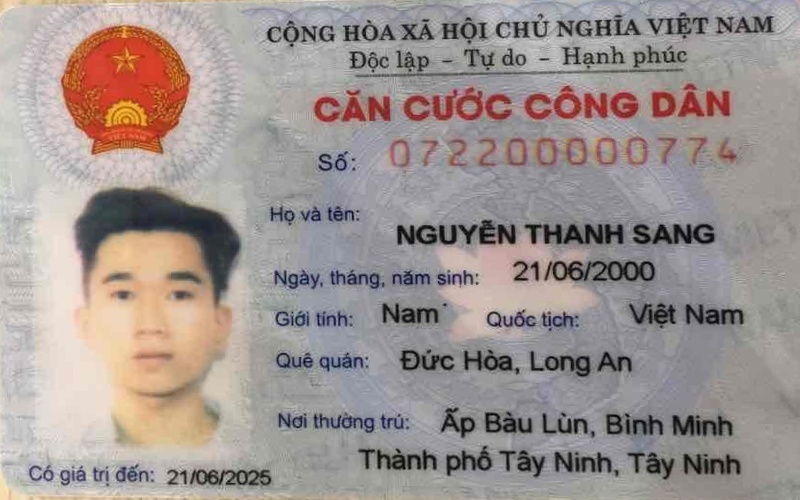 CỘNG HÒA XÃ HỘI CHỦ NGHĨA VIỆT NAM
Độc lập - Tự do - Hạnh phúc
CĂN CƯỚC CÔNG DÂN
Số: 072200000774
Họ và tên:
NGUYỄN THANH SANG
Ngày, tháng, năm sinh: 21/06/2000
Giới tính: Nam Quốc tịch: Việt Nam
Quê quán: Đức Hòa, Long An
Nơi thường trú: Ấp Bàu Lùn, Bình Minh
Thành phố Tây Ninh, Tây Ninh
Có giá trị đến: 21/06/2025